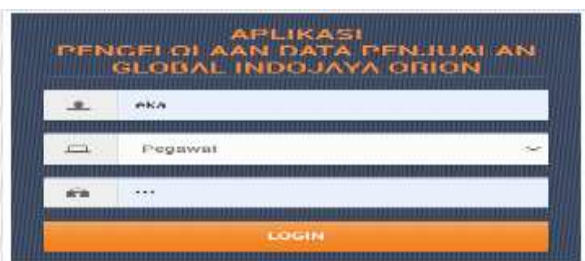 APLIKASI
PENGELOLAAN DATA PENJUALAN
GLOBAL INDOJAYA ORION
eka
Pegawai
...
LOGIN